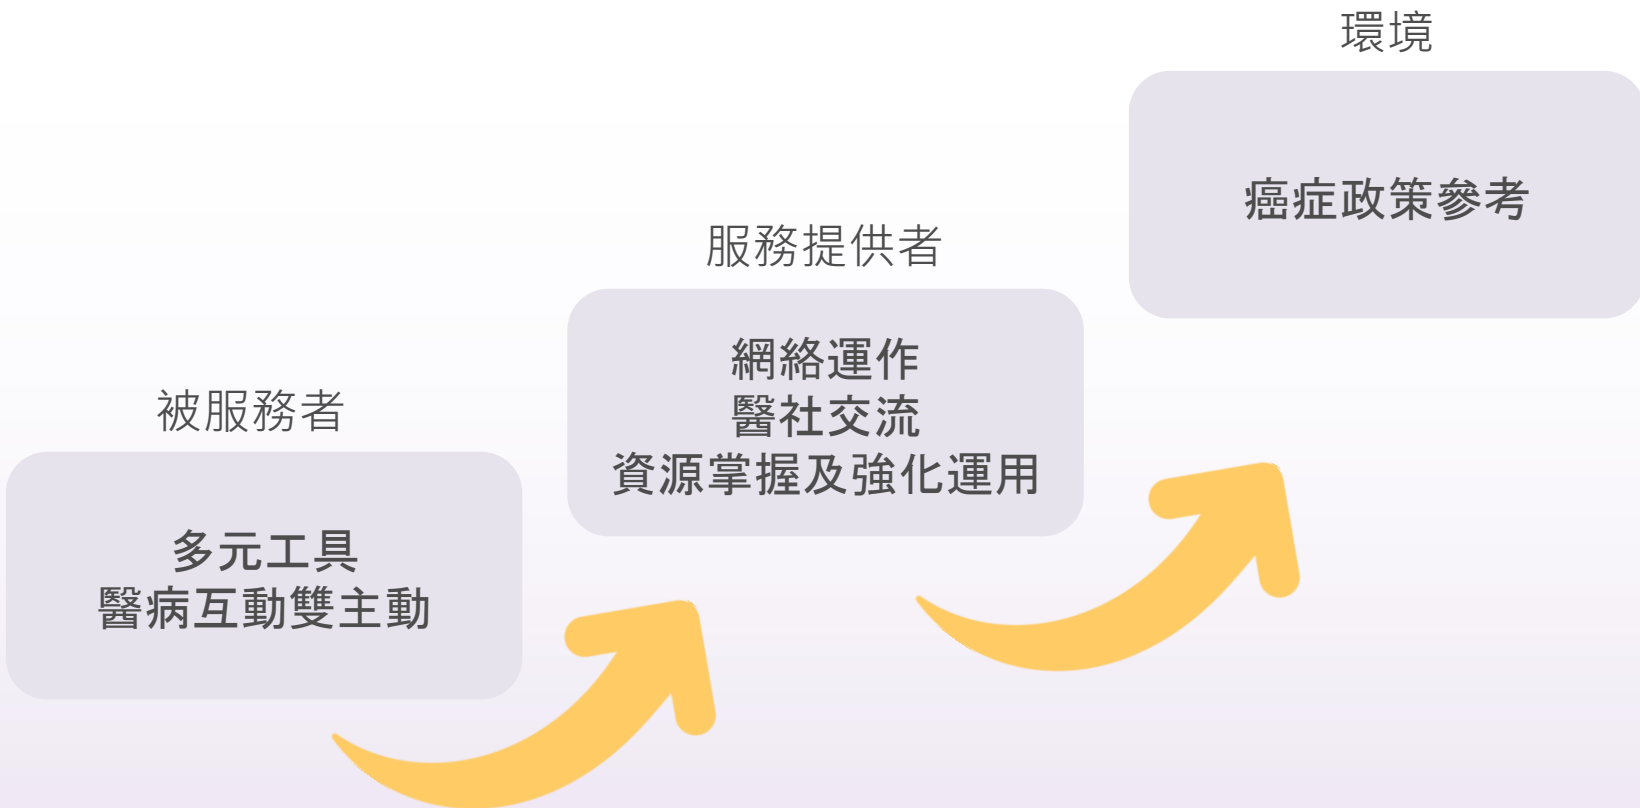 環境
癌症政策參考
服務提供者
網絡運作
醫社交流
資源掌握及強化運用
被服務者
多元工具
醫病互動雙主動